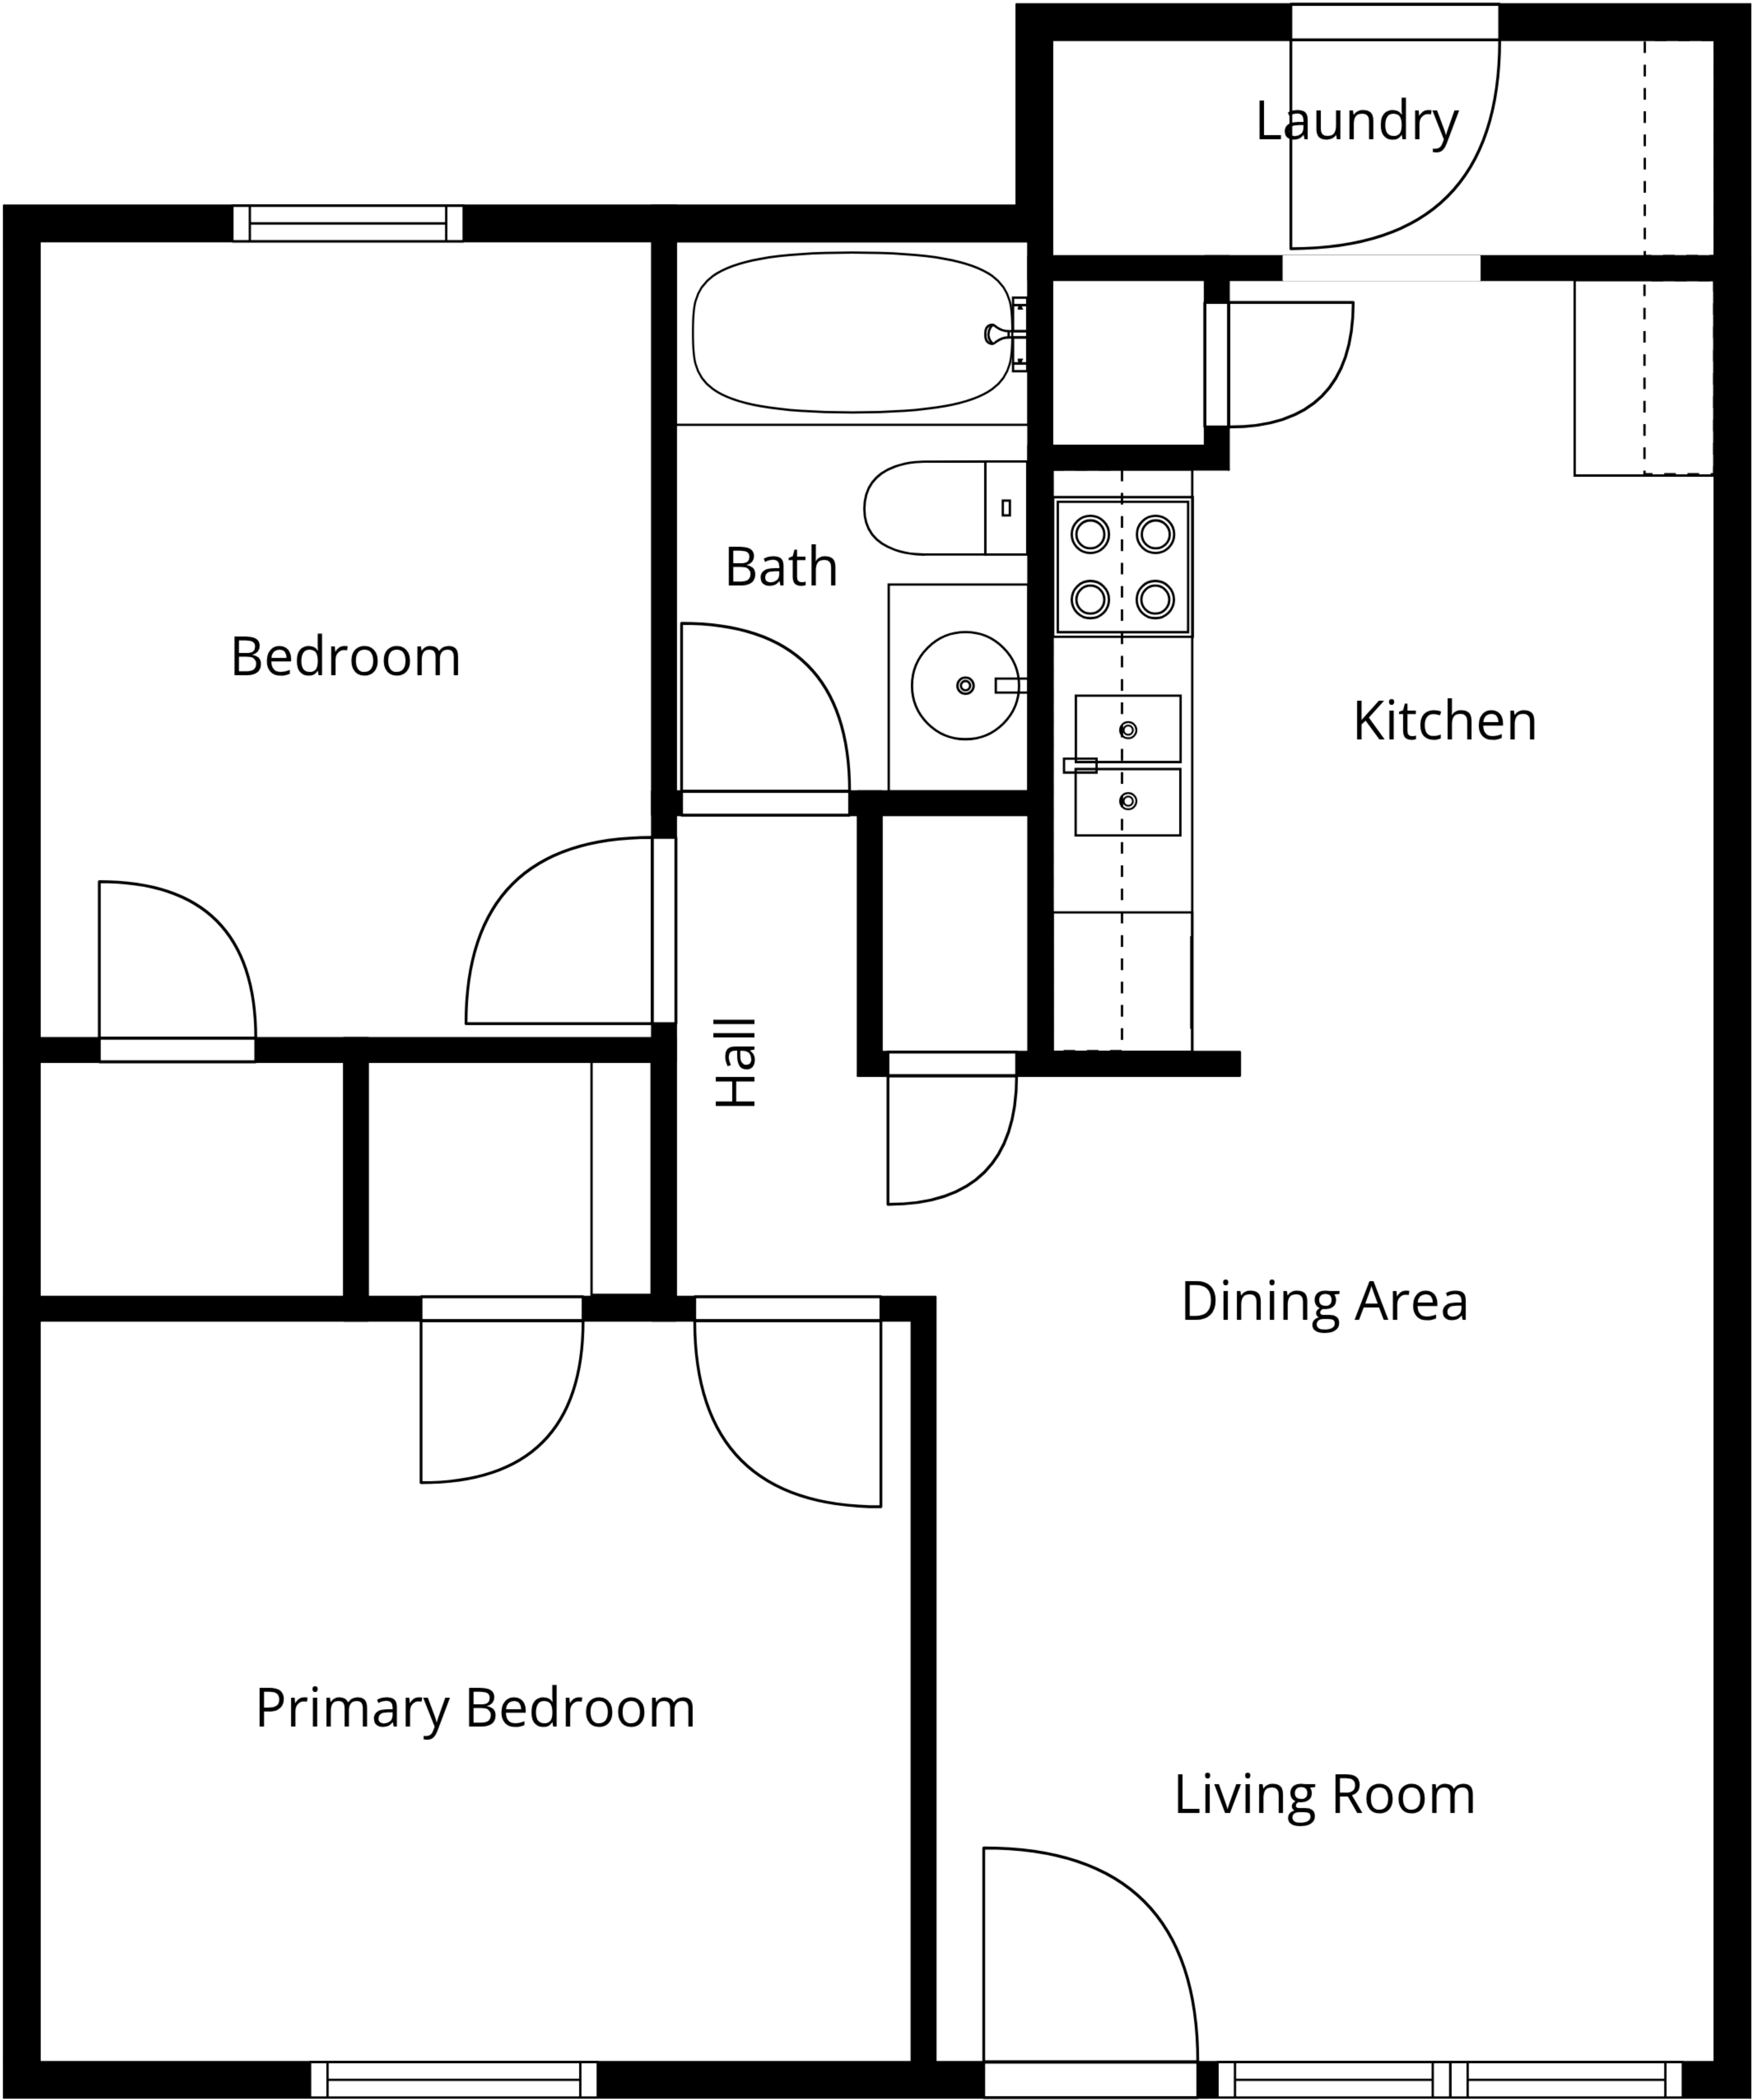 Laundry
Bath
Bedroom
Kitchen
Hall
Dining Area
Primary Bedroom
Living Room